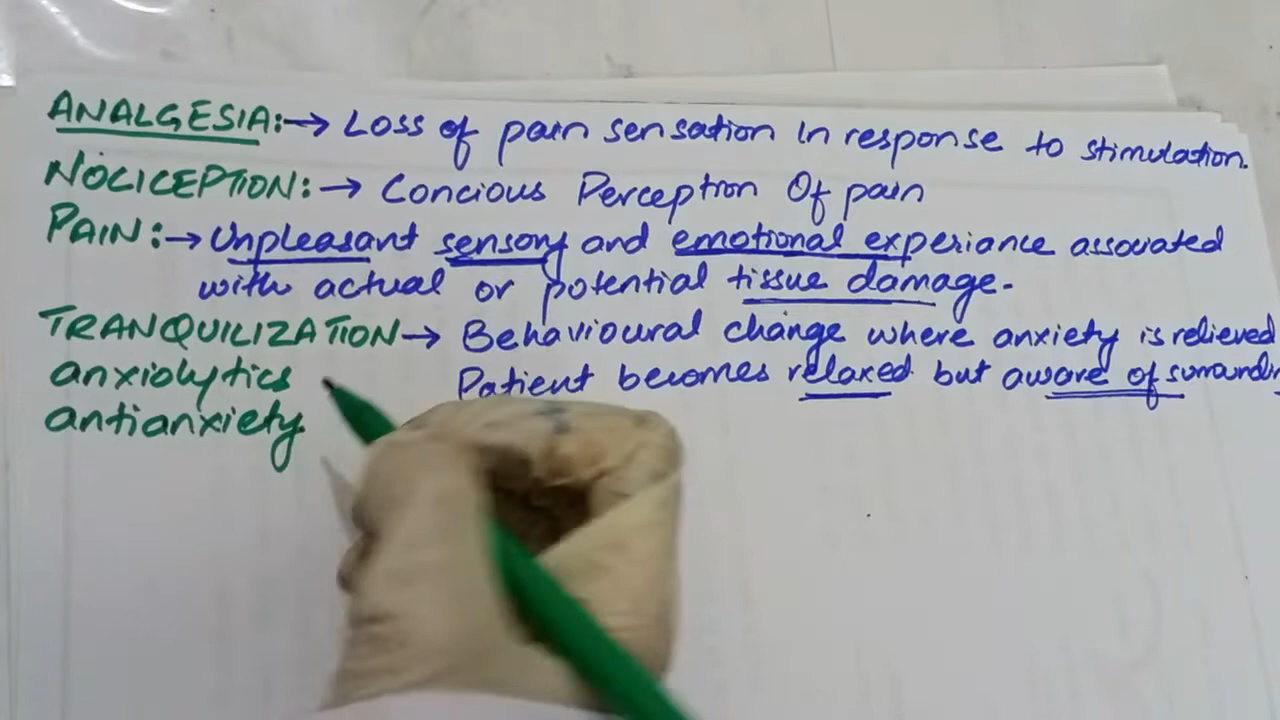 ANALGESIA:→ Loss of pain sensation in response to stimulation.
NOCICEPTION:→ Concious Perception Of pain
PAIN:→ Unpleasant sensory and emotional experiance associated
with actual or potential tissue damage.
TRANQUILIZATION→ Behavioural change where anxiety is relieved
anxiolytics Patient becomes relaxed but aware of surroundin
antianxiety